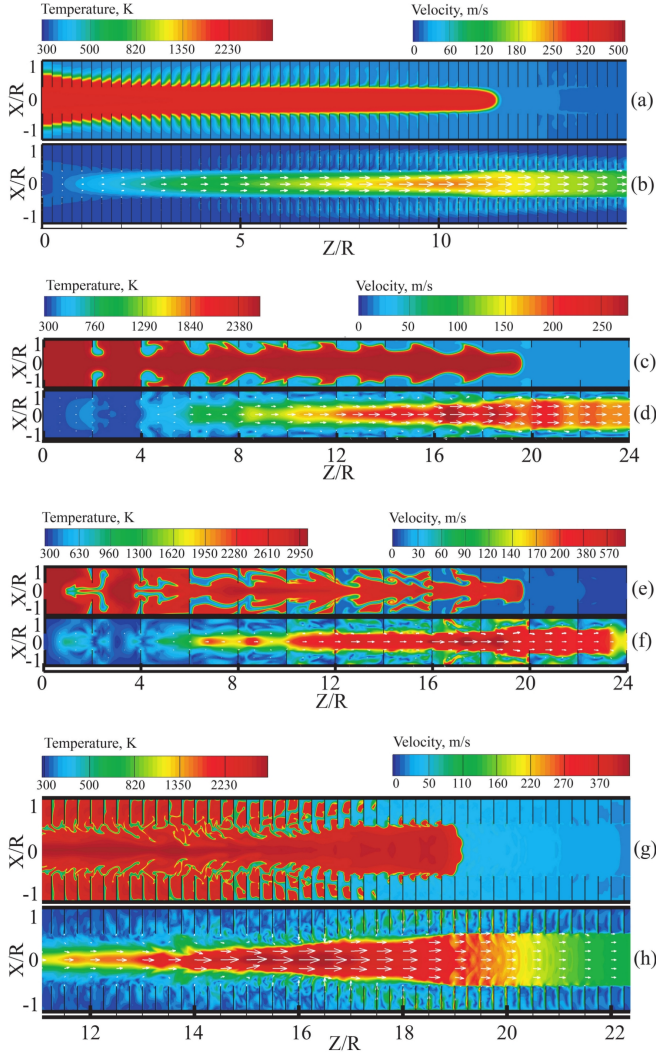 Temperature, K Velocity, m/s
300 500 820 1350 2230 0 60 120 180 350 500
1
X/R 0 (a)
-1
1
X/R 0 (b)
-1
0 5 10
Z/R
Temperature, K Velocity, m/s
300 760 1290 1840 2380 0 50 100 150 200 250
1
X/R 0 (c)
-1
1
X/R 0 (d)
-1
0 4 8 12 16 20 24
Z/R
Temperature, K Velocity, m/s
300 630 960 1300 1620 1950 2280 2610 2950 0 30 60 90 120 140 170 200 380 570
1
X/R 0 (e)
-1
1
X/R 0 (f)
-1
0 4 8 12 16 20 24
Z/R
Temperature, K Velocity, m/s
300 500 820 1350 2230 0 50 110 160 220 270 370
1
X/R 0 (g)
-1
1
X/R 0 (h)
-1
12 14 16 18 20 22
Z/R